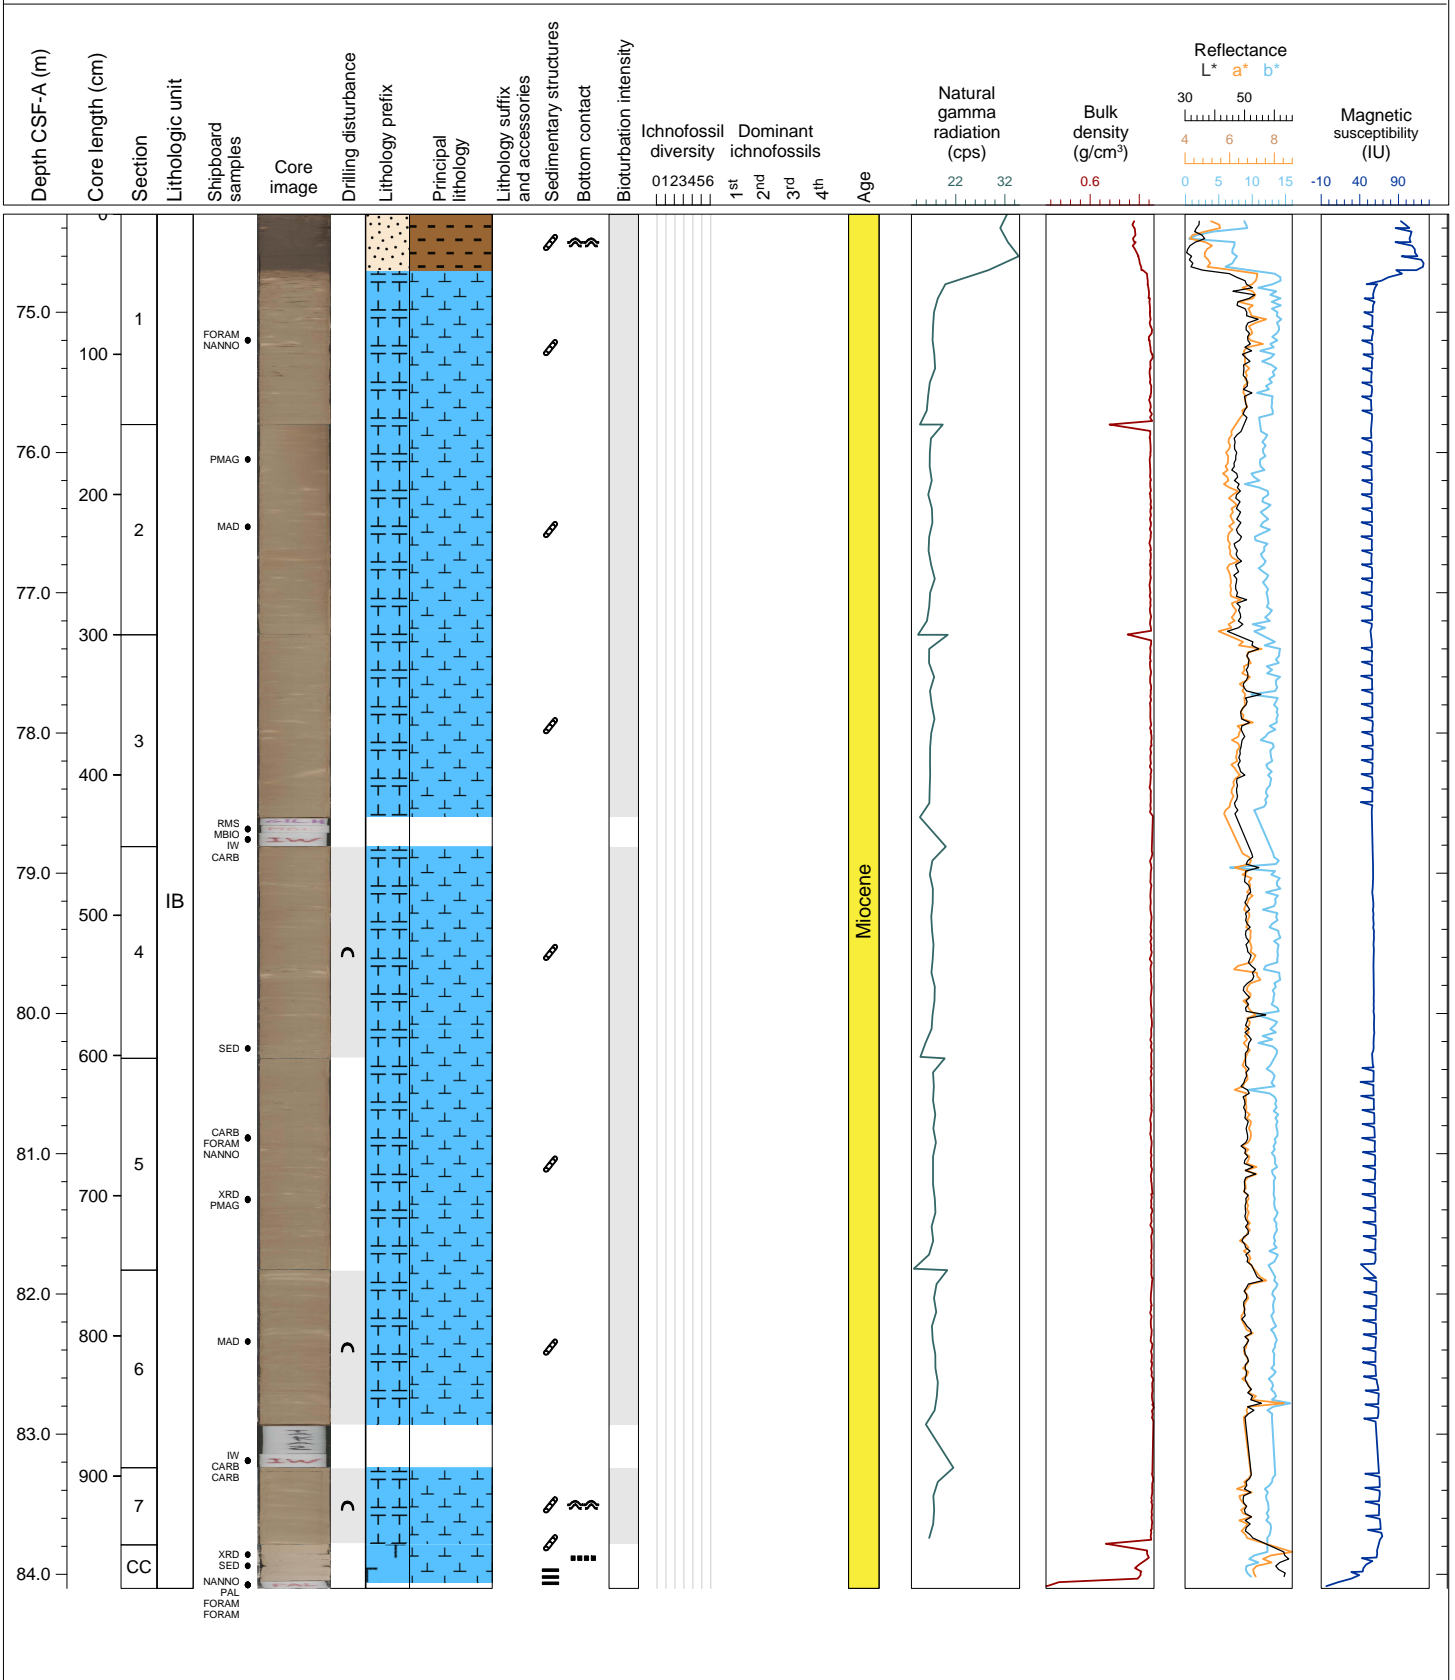 Depth CSF-A (m)
Core length (cm)
Section
Lithologic unit
Shipboard
samples
Core
image
Drilling disturbance
Lithology prefix
Principal
lithology
Lithology suffix
and accessories
Sedimentary structures
Bottom contact
Bioturbation intensity
Ichnofossil
diversity
0123456
Dominant
ichnofossils
1st
2nd
3rd
4th
Age
Natural
gamma
radiation
(cps)
22 32
Bulk
density
(g/cm³)
0.6
Reflectance
L* a* b*
30 50
4 6 8
0 5 10 15
Magnetic
susceptibility
(IU)
-10 40 90
0
75.0
1
FORAM
NANNO
100
76.0
PMAG
200
MAD
2
77.0
300
78.0
3
400
RMS
MBIO
IW
CARB
IW
79.0
IB
Miocene
500
4
80.0
SED
600
CARB
FORAM
NANNO
81.0
5
XRD
PMAG
700
82.0
800
MAD
6
83.0
IW
CARB
CARB
IW
900
7
XRD
SED
CC
84.0
NANNO
PAL
FORAM
FORAM
PAL